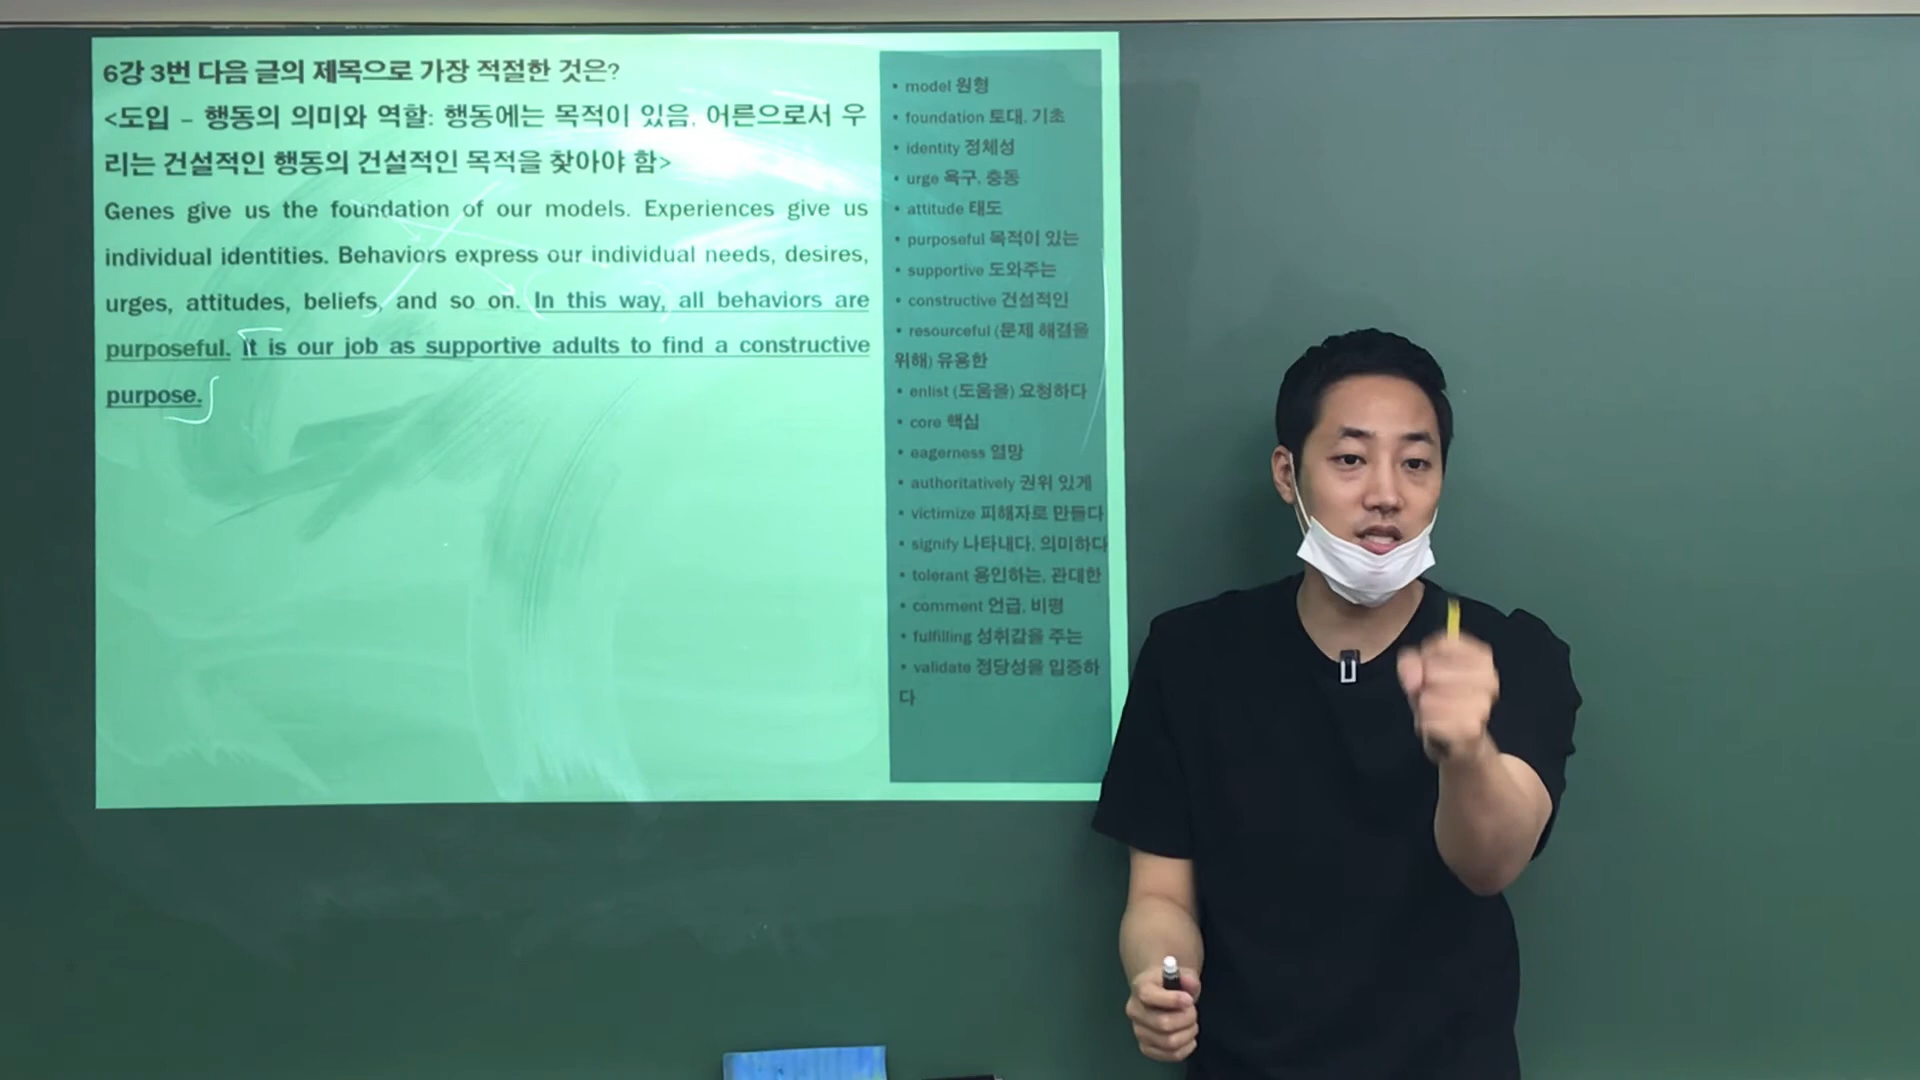 6강 3번 다음 글의 제목으로 가장 적절한 것은?
<도입 – 행동의 의미와 역할: 행동에는 목적이 있음. 어른으로서 우
리는 건설적인 행동의 건설적인 목적을 찾아야 함>
Genes give us the foundation of our models. Experiences give us
individual identities. Behaviors express our individual needs, desires,
urges, attitudes, beliefs, and so on. In this way, all behaviors are
purposeful. It is our job as supportive adults to find a constructive
purpose.
• model 원형
• foundation 토대, 기초
• identity 정체성
• urge 욕구, 충동
• attitude 태도
• purposeful 목적이 있는
• supportive 도와주는
• constructive 건설적인
• resourceful (문제 해결을
위해) 유용한
• enlist (도움을) 요청하다
• core 핵심
• eagerness 열망
• authoritatively 권위 있게
• victimize 피해자로 만들다
• signify 나타내다, 의미하다
• tolerant 용인하는, 관대한
• comment 언급, 비평
• fulfilling 성취감을 주는
• validate 정당성을 입증하
다